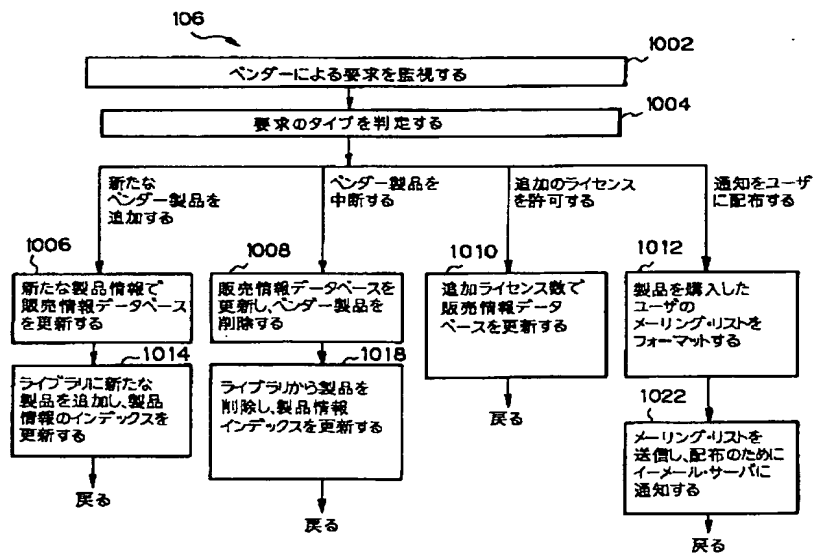 106
1002
ベンダーによる要求を監視する
1004
要求のタイプを判定する
新たな
ベンダー製品を
追加する
ベンダー製品を
中断する
追加のライセンス
を許可する
通知をユーザ
に配布する
1006
新たな製品情報で
販売情報データベース
を更新する
1008
販売情報データベースを
更新し、ベンダー製品を
削除する
1010
追加ライセンス数で
販売情報データ
ベースを更新する
1012
製品を購入した
ユーザの
メーリング・リストを
フォーマットする
1014
ライブラリに新たな
製品を追加し、製品
情報のインデックスを
更新する
1018
ライブラリから製品を
削除し、製品情報
インデックスを更新する
戻る
1022
メーリング・リストを
送信し、配布のために
イーメール・サーバに
通知する
戻る
戻る
戻る